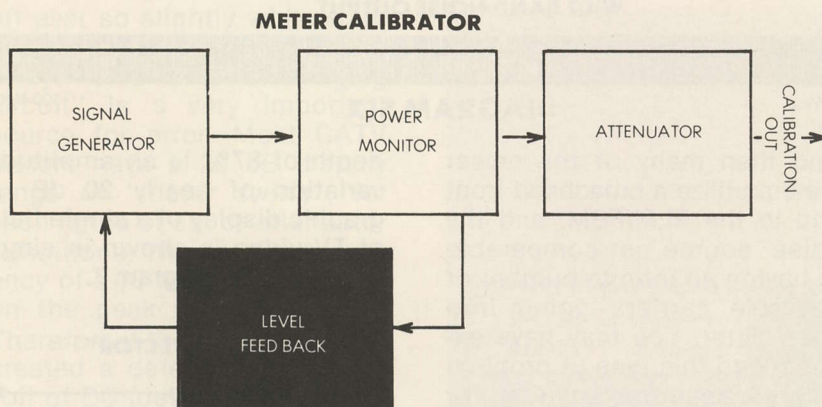 METER CALIBRATOR
SIGNAL
GENERATOR
POWER
MONITOR
ATTENUATOR
CALIBRATION
OUT
LEVEL
FEED BACK